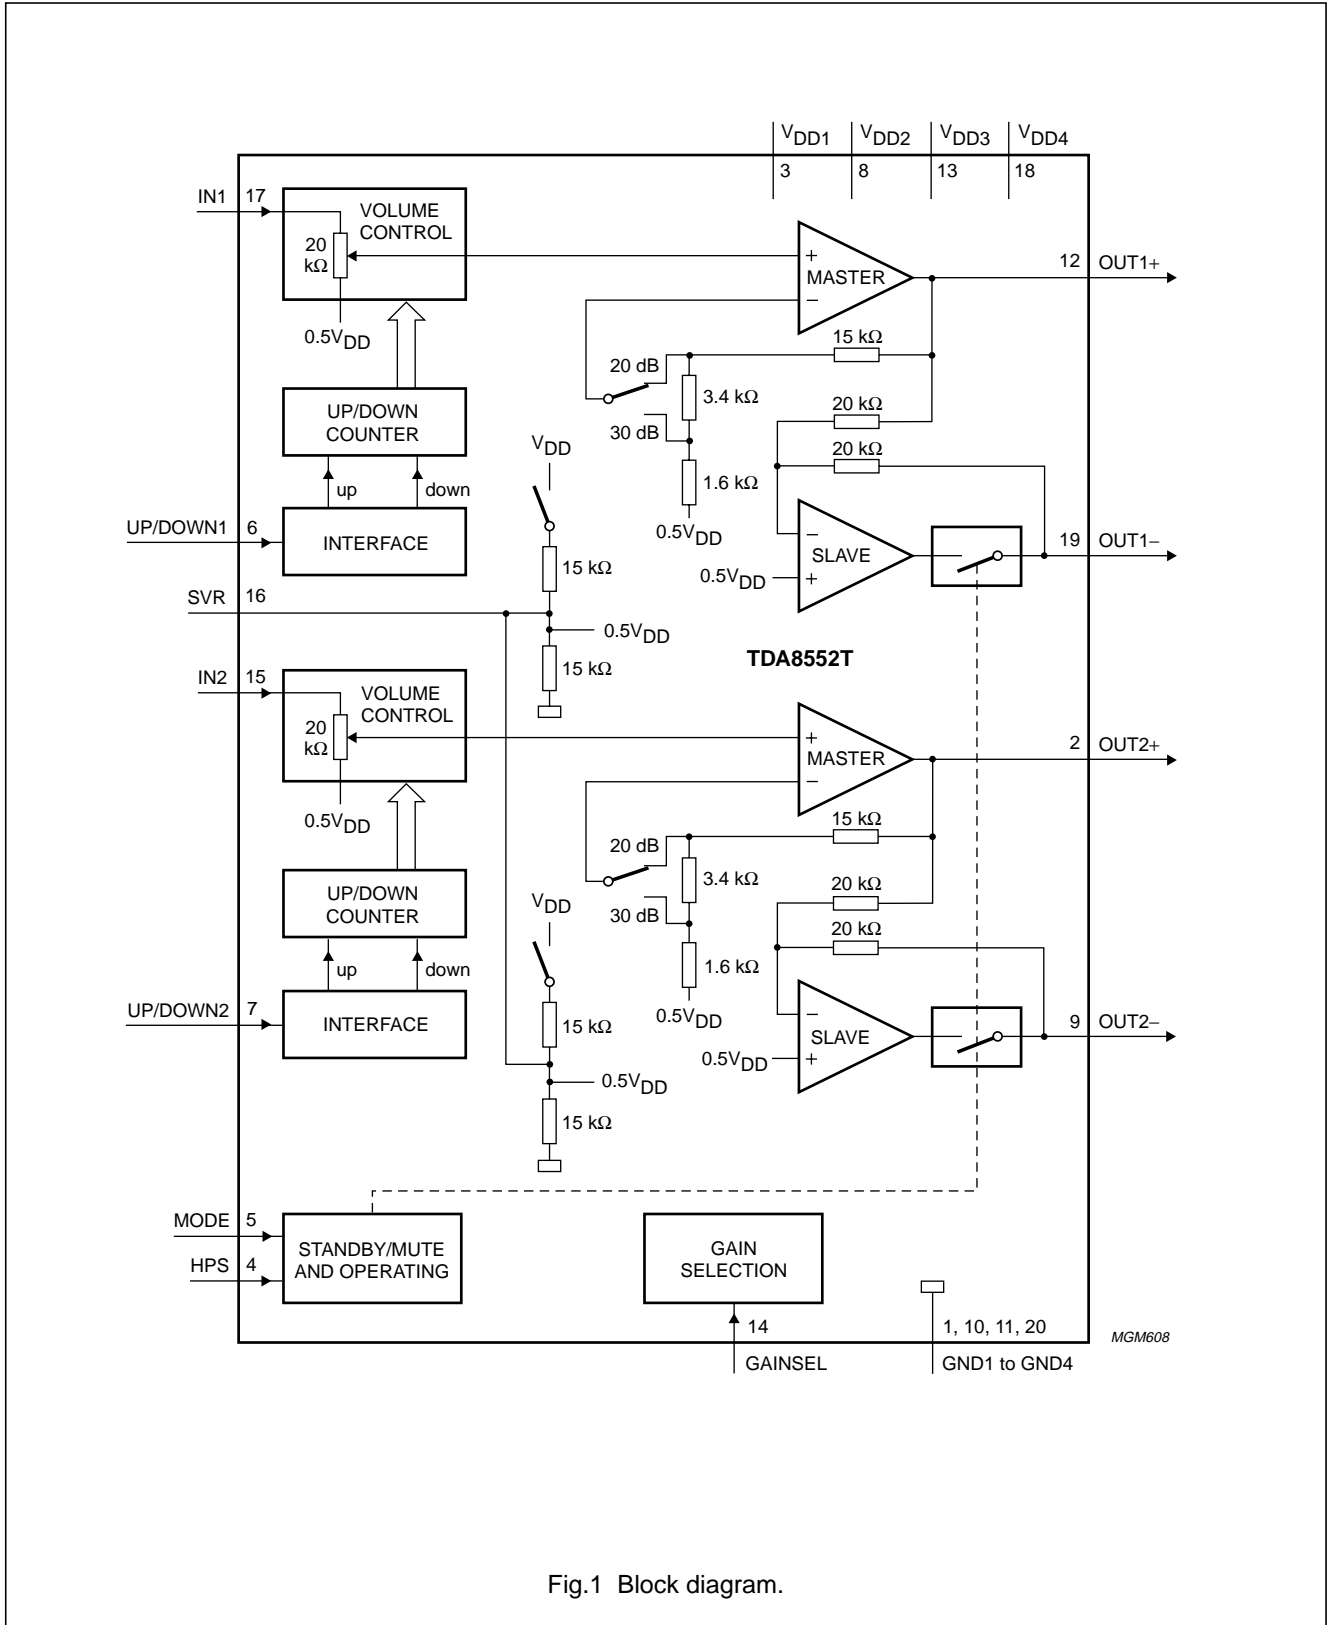 VDD1 VDD2 VDD3 VDD4
3 8 13 18
IN1 17
VOLUME
CONTROL
20
kΩ
+
MASTER
−
12 OUT1+
0.5VDD
15 kΩ
20 dB
3.4 kΩ
UP/DOWN
COUNTER
20 kΩ
30 dB
VDD
20 kΩ
up down
1.6 kΩ
UP/DOWN1 6
INTERFACE
0.5VDD
−
SLAVE
+
0.5VDD
19 OUT1−
15 kΩ
SVR 16
0.5VDD
TDA8552T
15 kΩ
IN2 15
VOLUME
CONTROL
20
kΩ
+
MASTER
−
2 OUT2+
0.5VDD
15 kΩ
20 dB
3.4 kΩ
UP/DOWN
COUNTER
20 kΩ
30 dB
VDD
20 kΩ
up down
1.6 kΩ
UP/DOWN2 7
INTERFACE
0.5VDD
−
SLAVE
+
0.5VDD
9 OUT2−
15 kΩ
0.5VDD
15 kΩ
MODE 5
HPS 4
STANDBY/MUTE
AND OPERATING
GAIN
SELECTION
14
GAINSEL
1, 10, 11, 20
GND1 to GND4
MGM608
Fig.1 Block diagram.